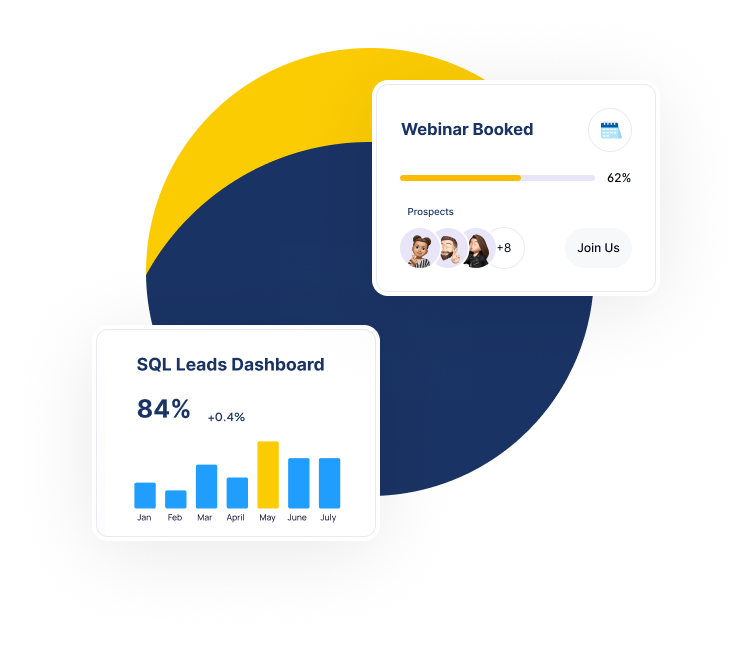 Webinar Booked
62%
Prospects
+8
Join Us
SQL Leads Dashboard
84% +0.4%
Jan Feb Mar April May June July